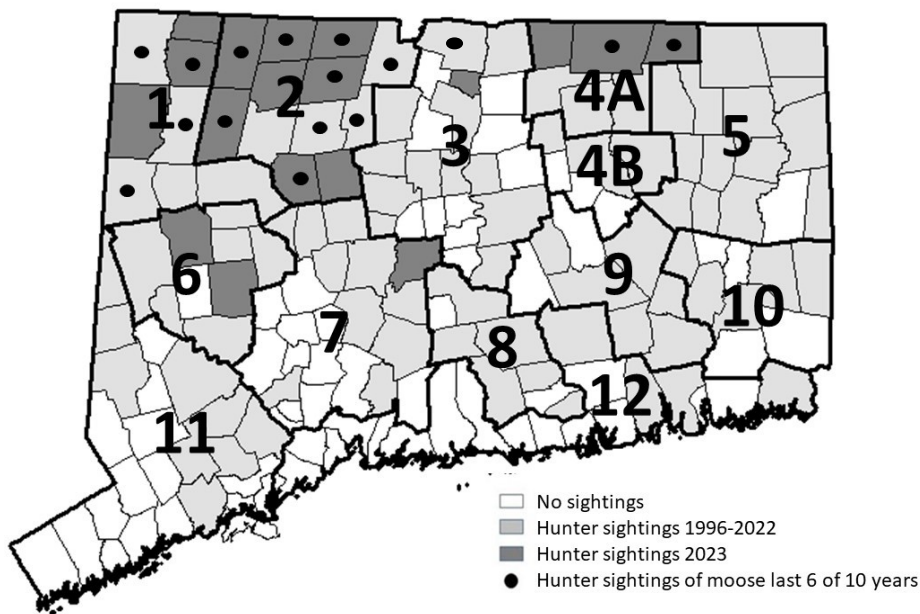 1
2
3
4A
4B
5
6
7
8
9
10
11
12
No sightings
Hunter sightings 1996-2022
Hunter sightings 2023
Hunter sightings of moose last 6 of 10 years